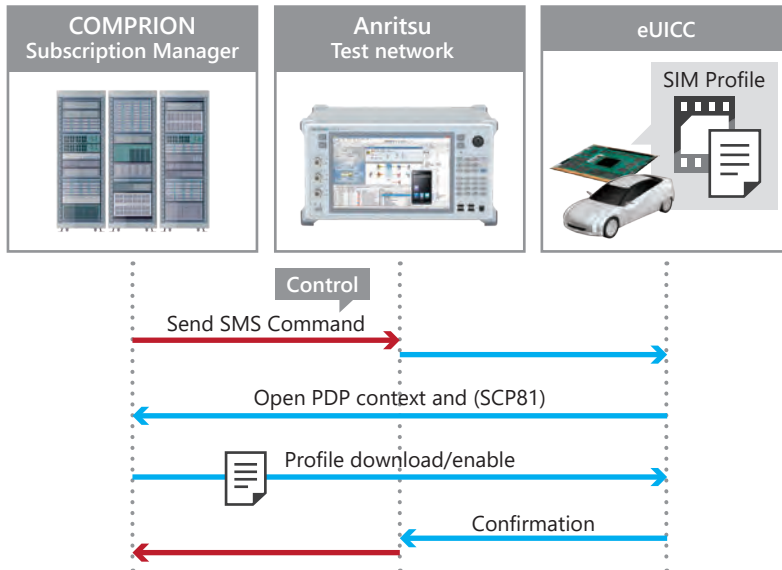 COMPRION
Subscription Manager
Anritsu
Test network
eUICC
SIM Profile
Control
Send SMS Command
Open PDP context and (SCP81)
Profile download/enable
Confirmation